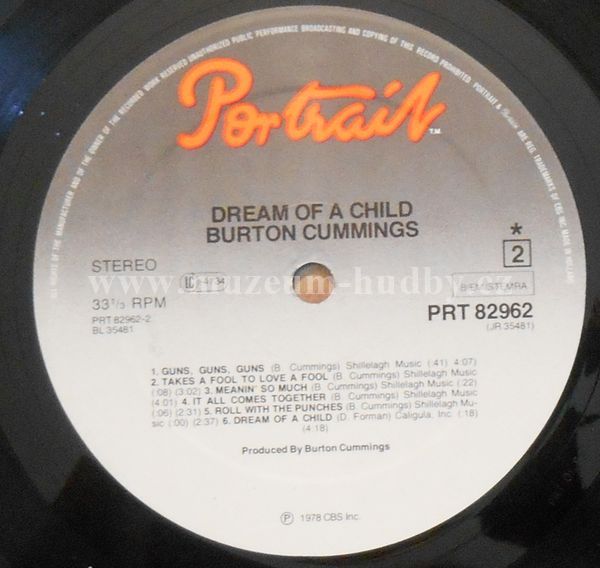 ALL RIGHTS OF THE MANUFACTURER AND OF THE OWNER OF THE RECORDED WORK RESERVED UNAUTHORIZED PUBLIC PERFORMANCE BROADCASTING AND COPYING OF THIS RECORD PROHIBITED. PORTRAIT & Portrait ARE REG. TRADEMARKS OF CBS INC. MADE IN HOLLAND
Portrait TM
DREAM OF A CHILD
BURTON CUMMINGS
STEREO
33 1/3 RPM
PRT 82962-2
BL 35481
*
2
BIEM/STEMRA
PRT 82962
(JR 35481)
www.muzeum-hudby.cz
1. GUNS, GUNS, GUNS (B. Cummings) Shillelagh Music (:41) 4:07)
2. TAKES A FOOL TO LOVE A FOOL (B. Cummings) Shillelagh Music
(:08) (3:02) 3. MEANIN' SO MUCH (B. Cummings) Shillelagh Music (:22)
(4:01) 4. IT ALL COMES TOGETHER (B. Cummings) Shillelagh Music
(:06) (2:31) 5. ROLL WITH THE PUNCHES (B. Cummings) Shillelagh Mu-
sic (:00) (2:37) 6. DREAM OF A CHILD (D. Forman) Caligula, Inc. (:18)
(4:18)
Produced By Burton Cummings
Ⓟ 1978 CBS Inc.